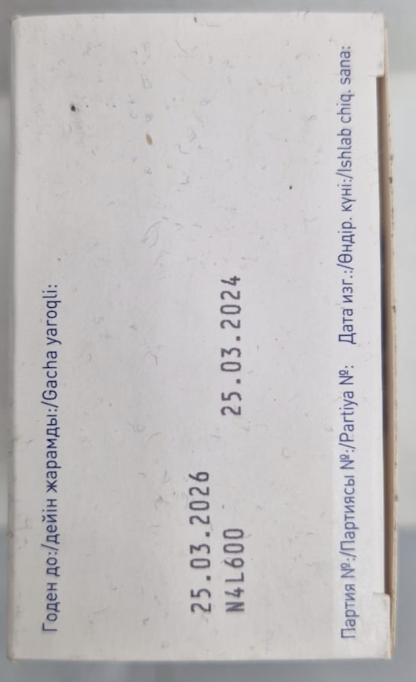 Годен до:/дейін жарамды:/Gacha yaroqli:
25.03.2026
N4L600 25.03.2024
Партия №:/Партиясы №:/Partiya №: Дата изг.:/Өндір. күні:/Ishlab chiq. sana: